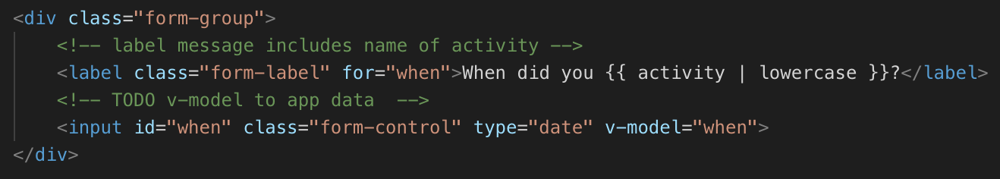 <div class="form-group">
<!-- label message includes name of activity -->
<label class="form-label" for="when">When did you {{ activity | lowercase }}?</label>
<!-- TODO v-model to app data  -->
<input id="when" class="form-control" type="date" v-model="when">
</div>